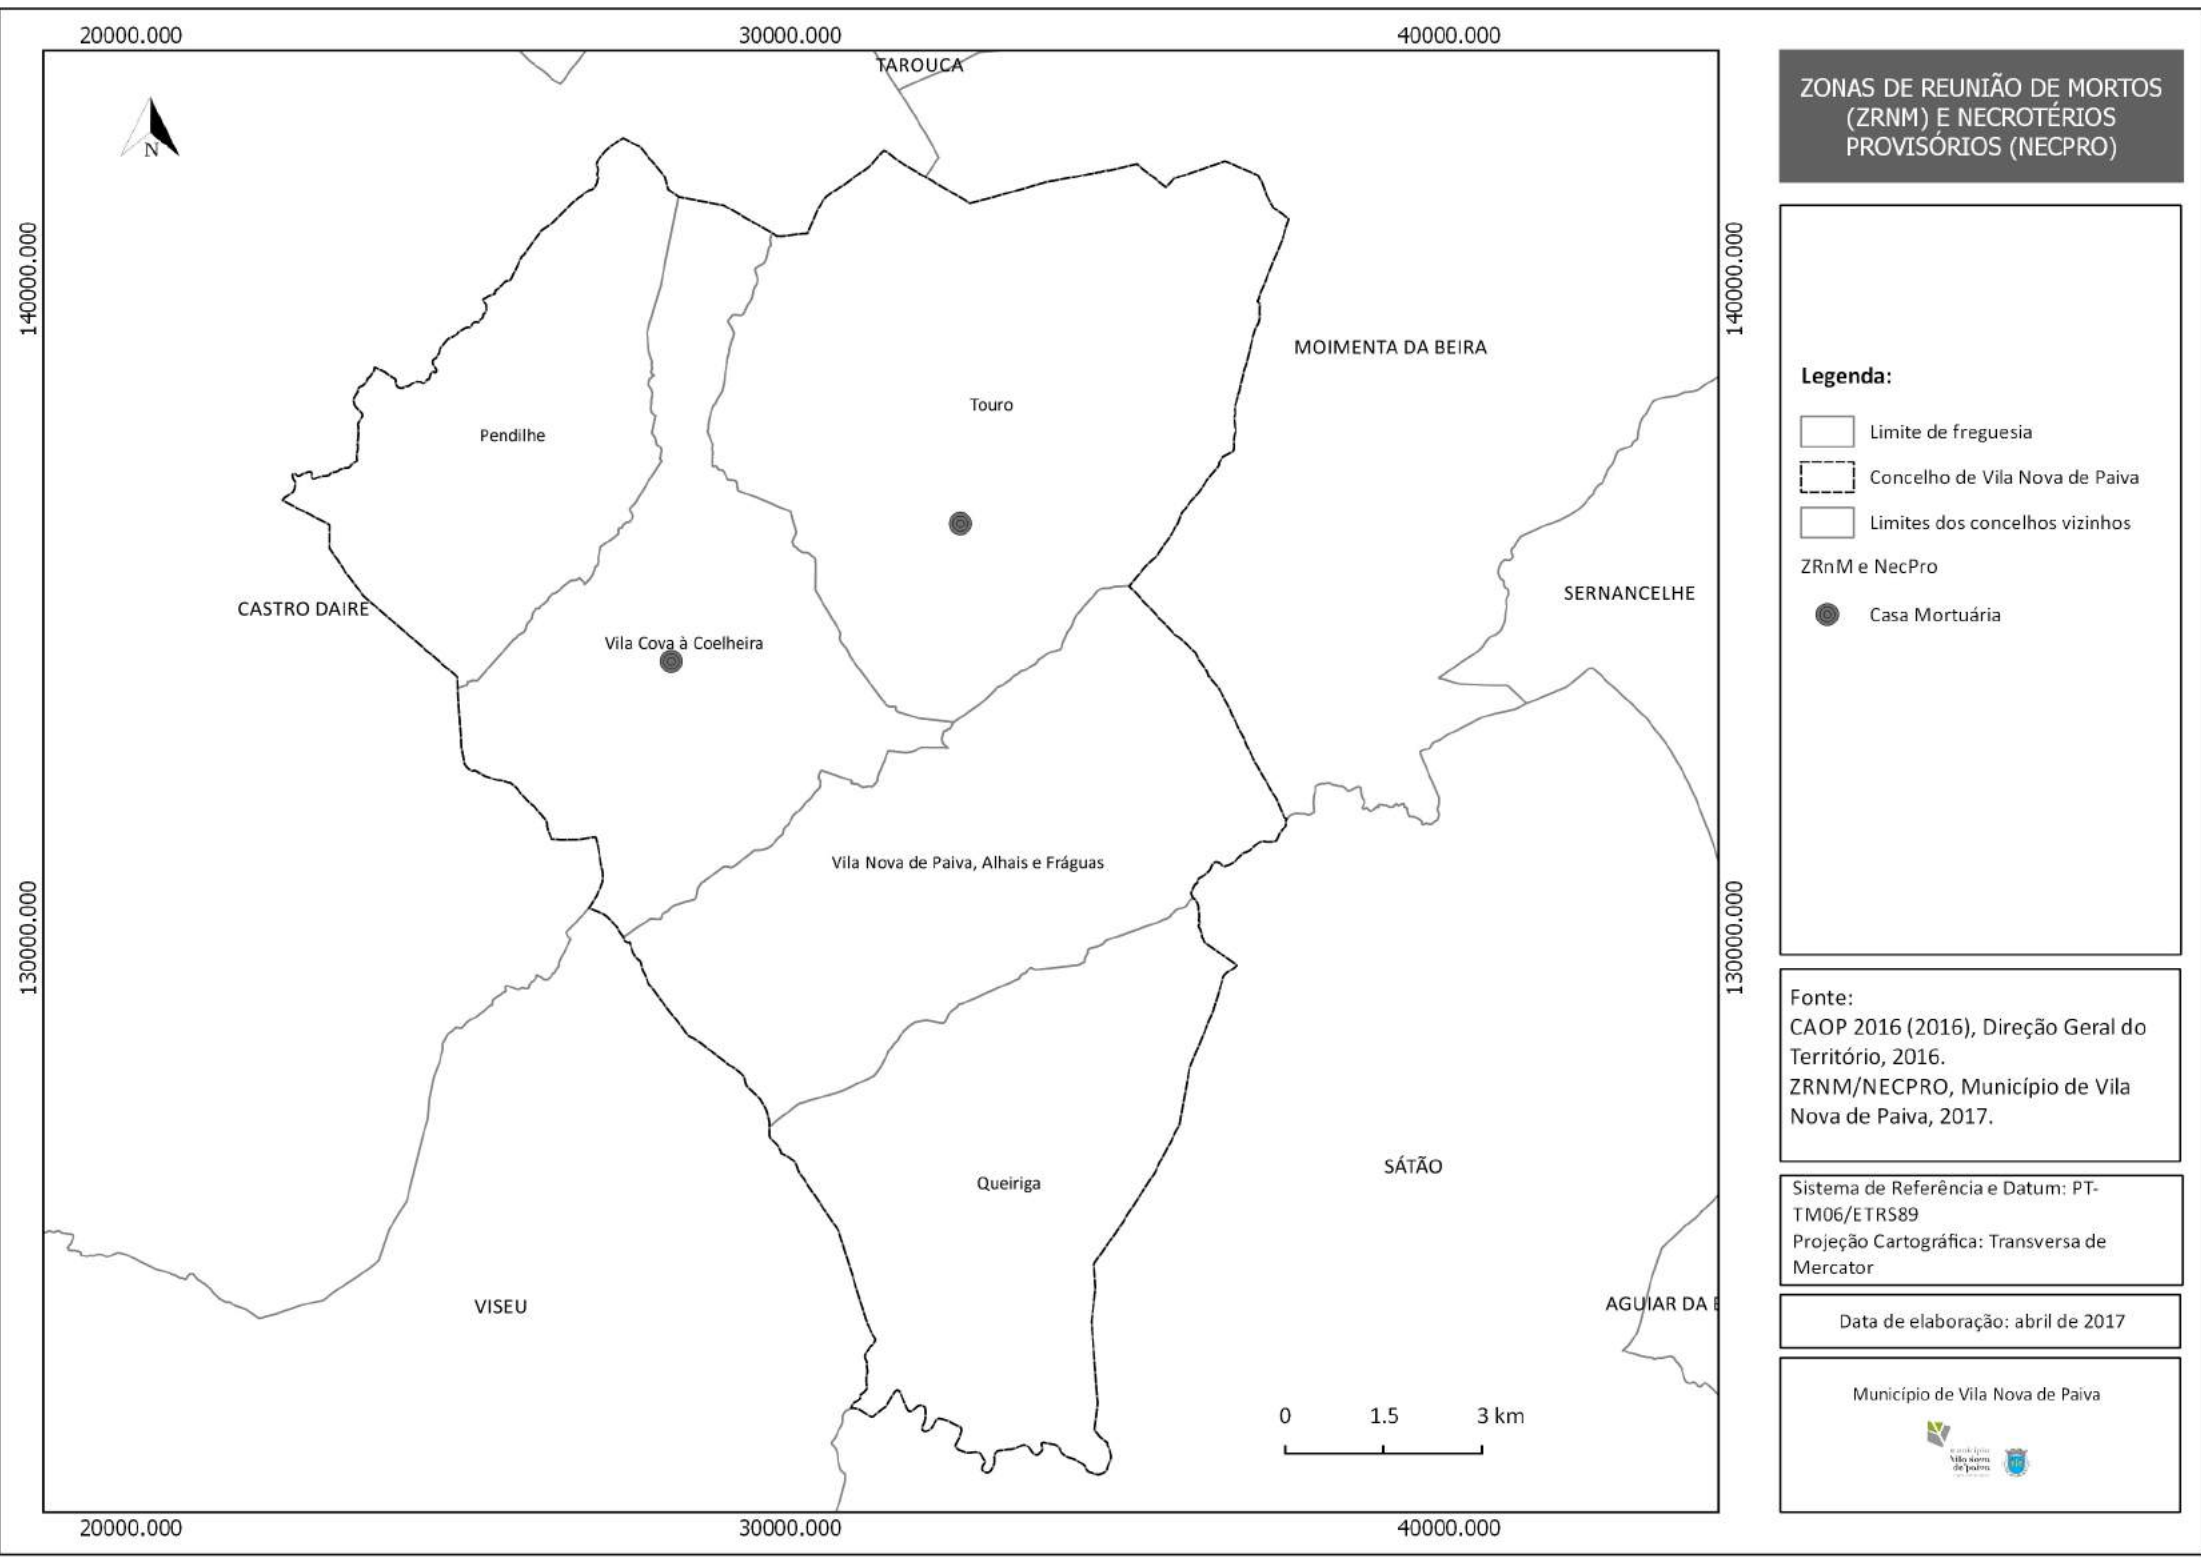 20000.000
30000.000
40000.000
TAROUCA
N
140000.000
140000.000
MOIMENTA DA BEIRA
Touro
Pendilhe
SERNANCELHE
CASTRO DAIRE
Vila Cova à Coelheira
Vila Nova de Paiva, Alhais e Fráguas
130000.000
130000.000
SÁTÃO
Queiriga
VISEU
AGUIAR DA
0 1.5 3 km
20000.000
30000.000
40000.000
ZONAS DE REUNIÃO DE MORTOS
(ZRNM) E NECROTÉRIOS
PROVISÓRIOS (NECPRO)
Legenda:
Limite de freguesia
Concelho de Vila Nova de Paiva
Limites dos concelhos vizinhos
ZRnM e NecPro
Casa Mortuária
Fonte:
CAOP 2016 (2016), Direção Geral do
Território, 2016.
ZRNM/NECPRO, Município de Vila
Nova de Paiva, 2017.
Sistema de Referência e Datum: PT-
TM06/ETRS89
Projeção Cartográfica: Transversa de
Mercator
Data de elaboração: abril de 2017
Município de Vila Nova de Paiva
município
Vila Nova
de Paiva